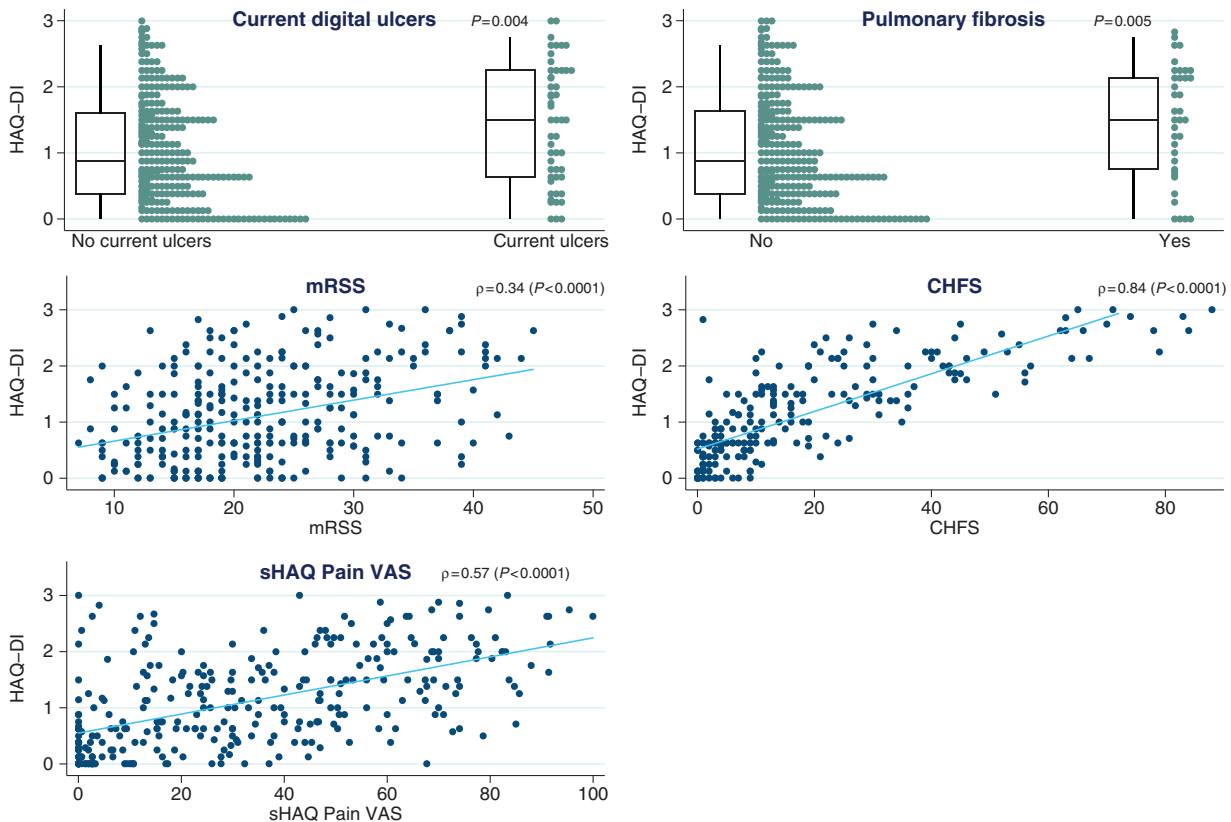 Current digital ulcers
P=0.004
HAQ–DI
3
2
1
0
No current ulcers
Current ulcers
Pulmonary fibrosis
P=0.005
HAQ–DI
3
2
1
0
No
Yes
mRSS
ρ=0.34 (P<0.0001)
HAQ–DI
3
2
1
0
10 20 30 40 50
mRSS
CHFS
ρ=0.84 (P<0.0001)
HAQ–DI
3
2
1
0
0 20 40 60 80
CHFS
sHAQ Pain VAS
ρ=0.57 (P<0.0001)
HAQ–DI
3
2
1
0
0 20 40 60 80 100
sHAQ Pain VAS